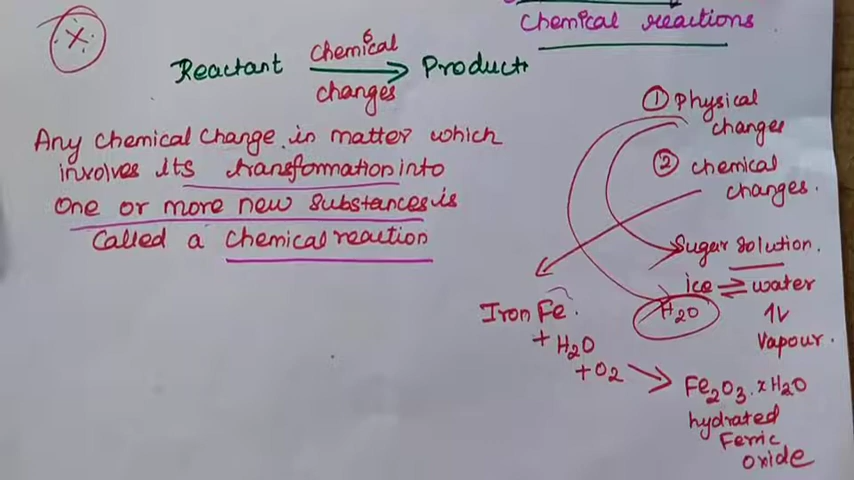 Chemical reactions
Reactant chemical changes → Product
Any chemical change in matter which
involves its transformation into
One or more new substances is
called a chemical reaction
① Physical
changes
② chemical
changes.
Sugar solution.
ice ⇌ water
H₂O
Vapour.
Iron Fe.
+ H₂O
+ O₂ → Fe₂O₃.xH₂O
hydrated
Ferric
oxide